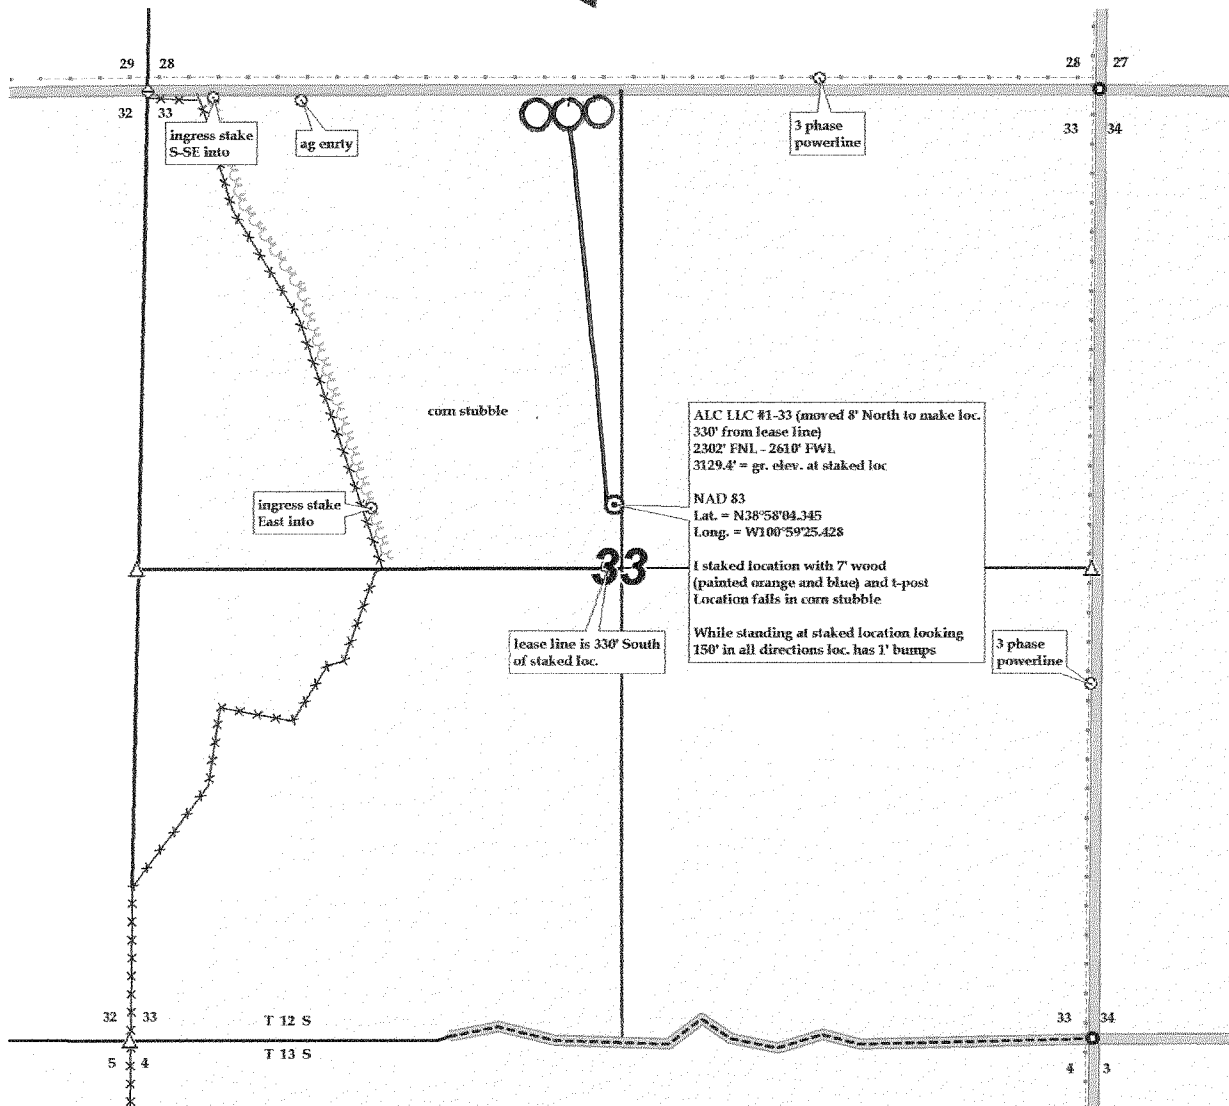 29 28
28 27
32 33
33 34
ingress stake
S-SE into
ag enrty
3 phase
powerline
corn stubble
ALC LLC #1-33 (moved 8' North to make loc.
330' from lease line)
2302' FNL - 2610' FWL
3129.4' = gr. elev. at staked loc
NAD 83
Lat. = N38°58'04.345
Long. = W100°59'25.428
I staked location with 7' wood
(painted orange and blue) and t-post
Location falls in corn stubble
While standing at staked location looking
150' in all directions loc. has 1' bumps
ingress stake
East into
33
lease line is 330' South
of staked loc.
3 phase
powerline
32 33
T 12 S
33 34
T 13 S
5 4
4 3